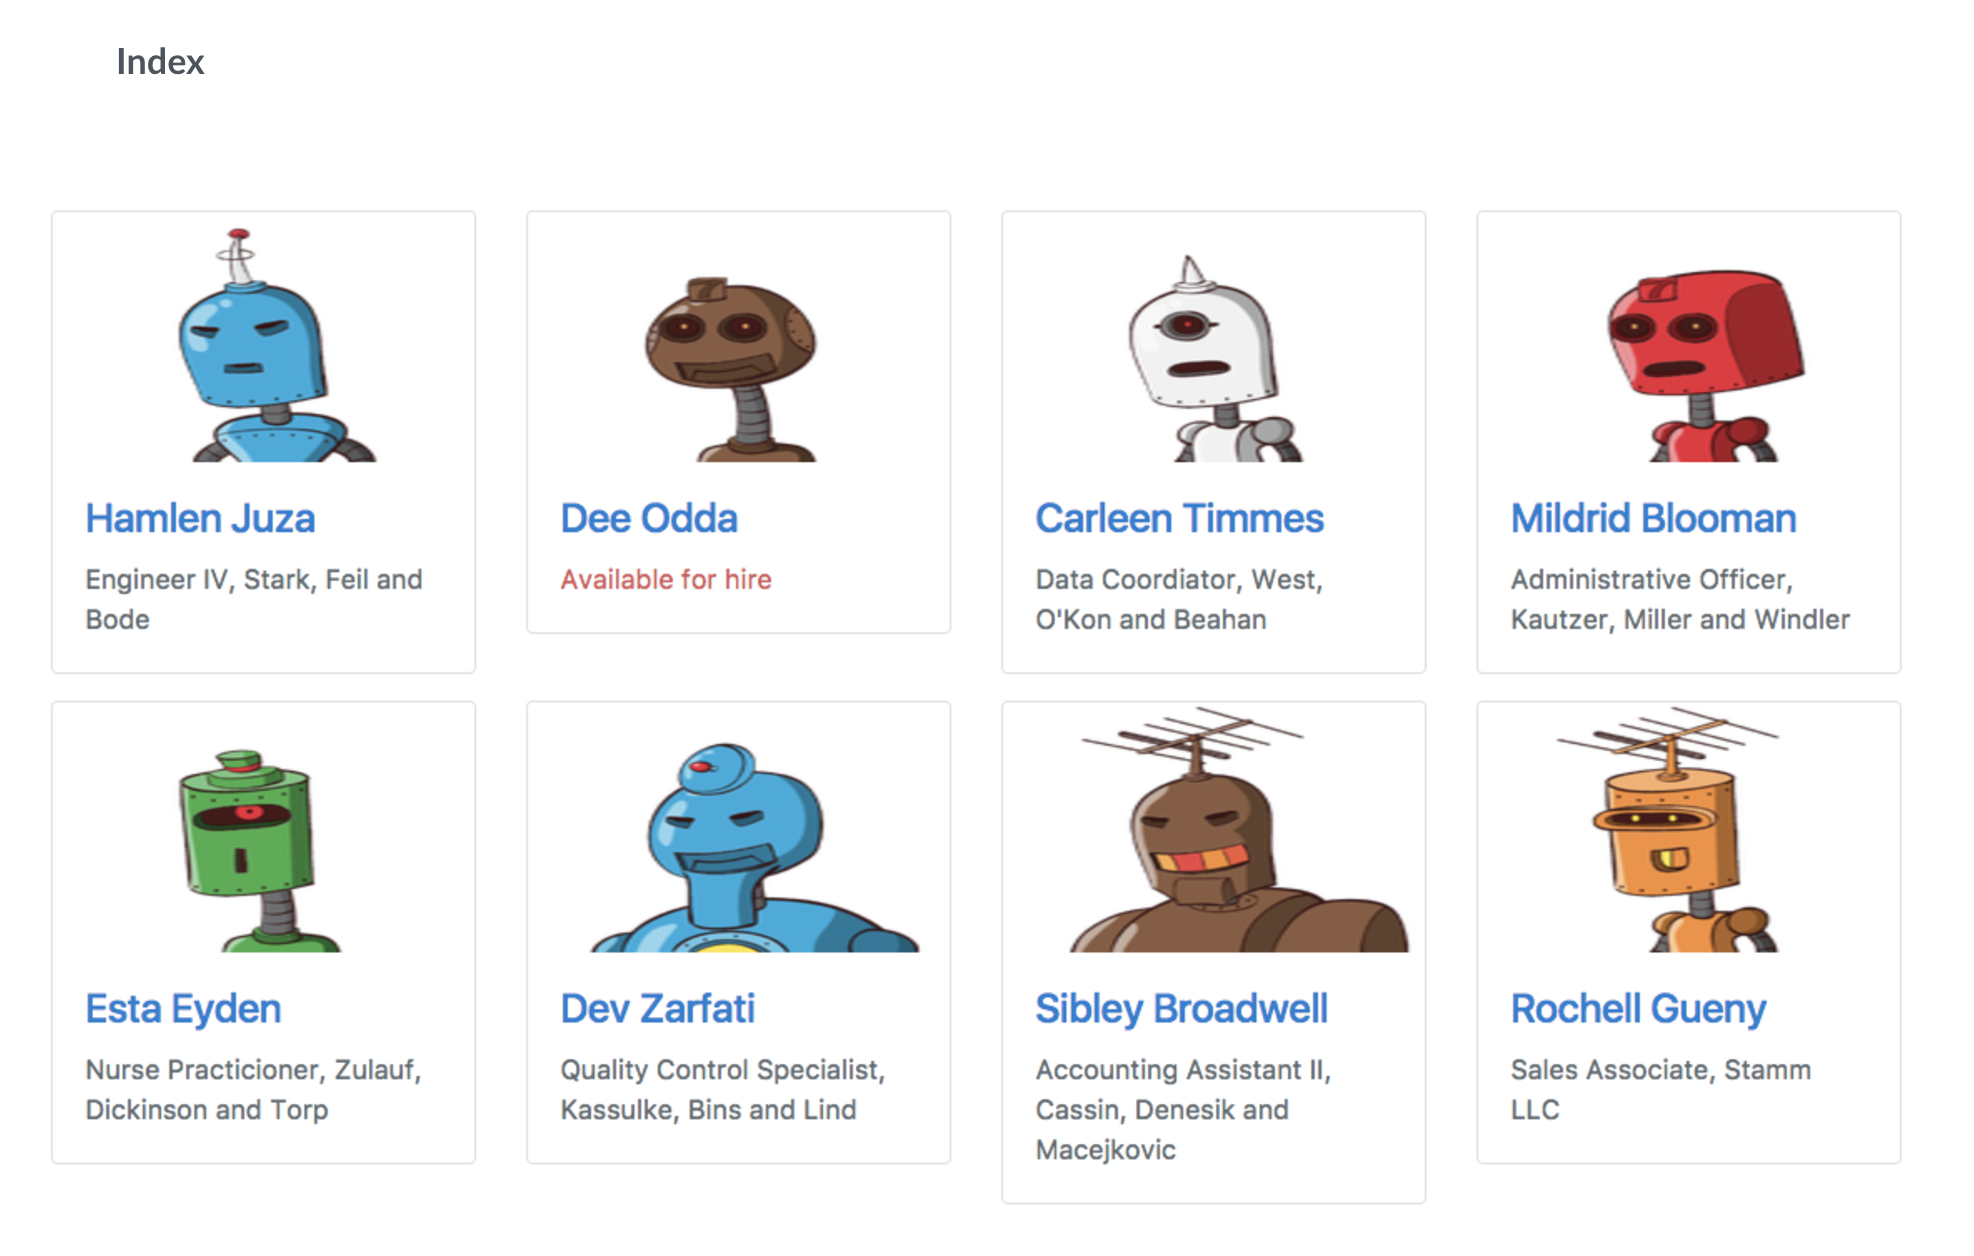 Index
Hamlen Juza
Engineer IV, Stark, Feil and
Bode
Dee Odda
Available for hire
Carleen Timmes
Data Coordiator, West,
O'Kon and Beahan
Mildrid Blooman
Administrative Officer,
Kautzer, Miller and Windler
Esta Eyden
Nurse Practicioner, Zulauf,
Dickinson and Torp
Dev Zarfati
Quality Control Specialist,
Kassulke, Bins and Lind
Sibley Broadwell
Accounting Assistant II,
Cassin, Denesik and
Macejkovic
Rochell Gueny
Sales Associate, Stamm
LLC